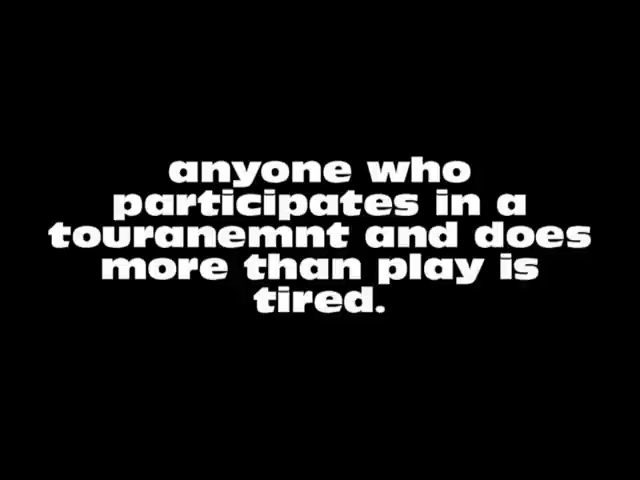 anyone who
participates in a
touranemnt and does
more than play is
tired.